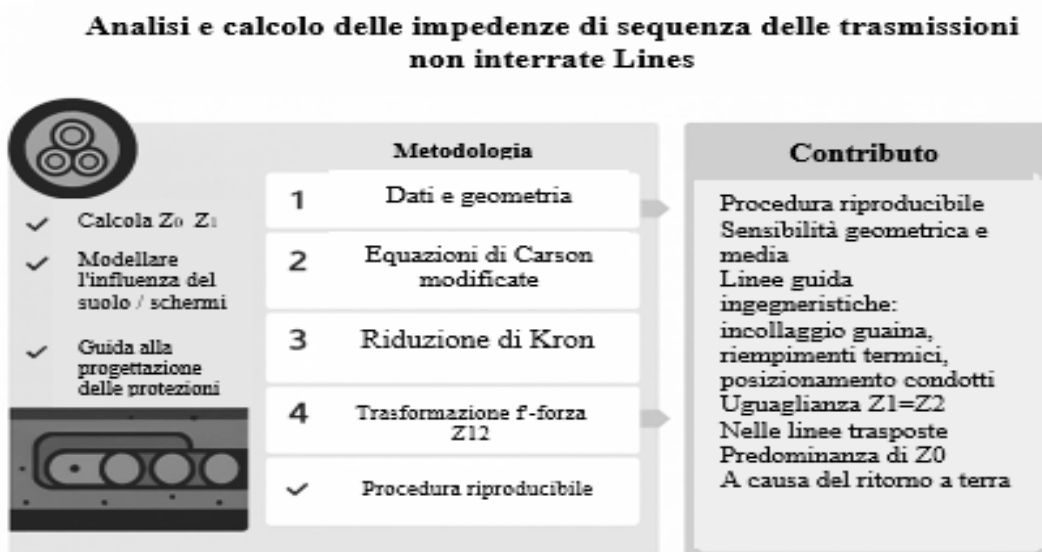 Analisi e calcolo delle impedenze di sequenza delle trasmissioni
non interrate Lines
Calcola Z0 Z1
Modellare
l'influenza del
suolo / schermi
Guida alla
progettazione
delle protezioni
Metodologia
1 Dati e geometria
2 Equazioni di Carson
modificate
3 Riduzione di Kron
4 Trasformazione f'-forza
Z12
Procedura riproducibile
Contributo
Procedura riproducibile
Sensibilità geometrica e
media
Linee guida
ingegneristiche:
incollaggio guaina,
riempimenti termici,
posizionamento condotti
Uguaglianza Z1=Z2
Nelle linee trasposte
Predominanza di Z0
A causa del ritorno a terra